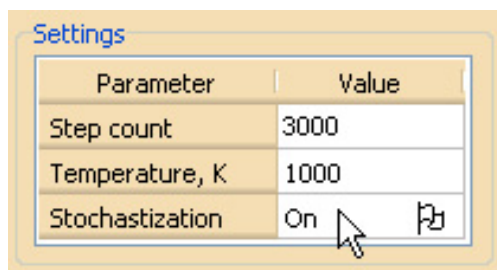 Settings
Parameter Value
Step count 3000
Temperature, K 1000
Stochastization On